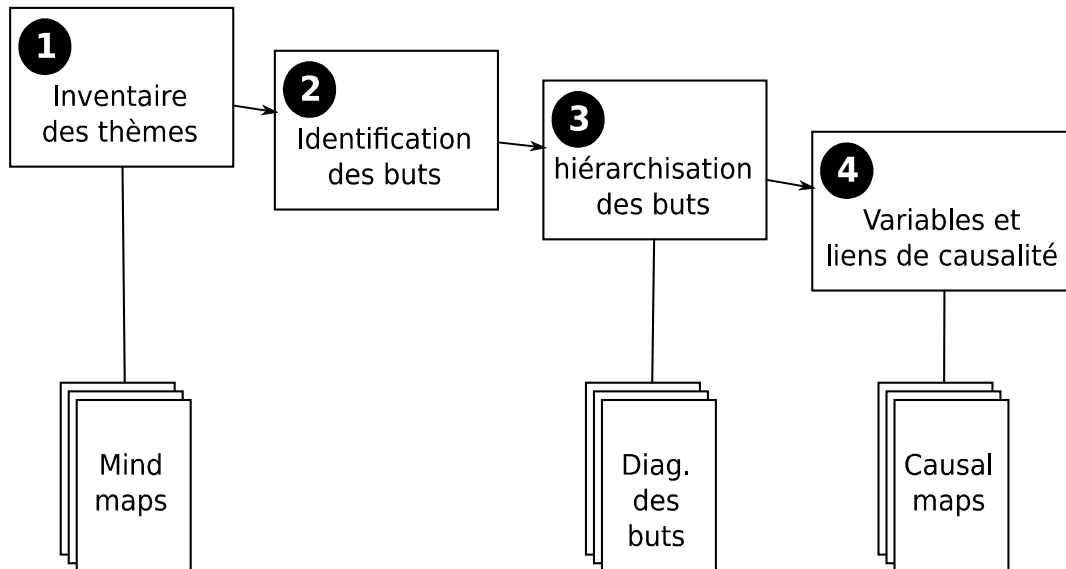 1
Inventaire
des thèmes
2
Identification
des buts
3
hiérarchisation
des buts
4
Variables et
liens de causalité
Mind
maps
Diag.
des
buts
Causal
maps